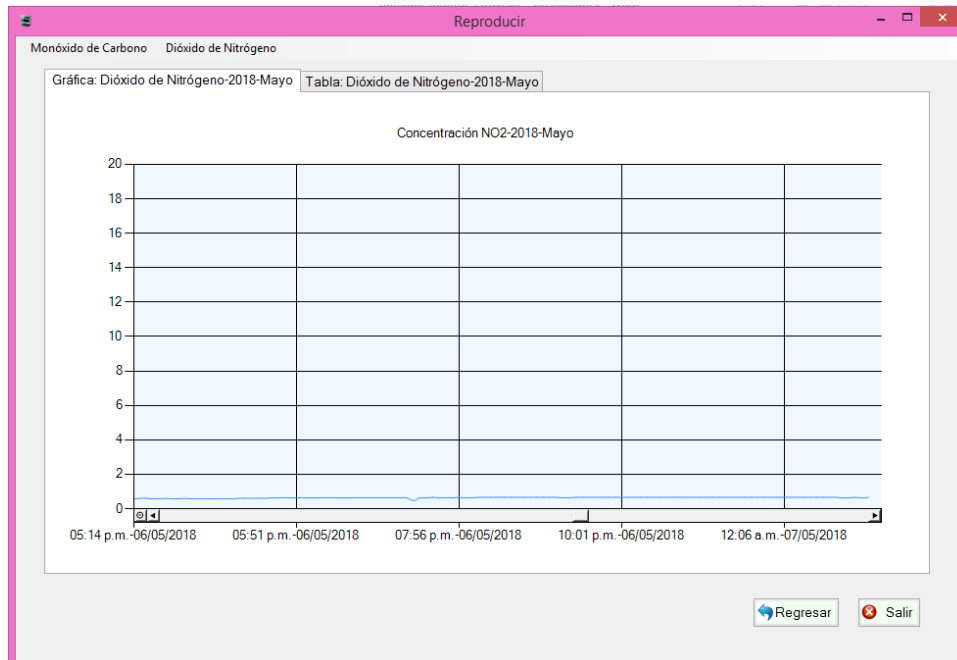 Reproducir
Monóxido de Carbono Dióxido de Nitrógeno
Gráfica: Dióxido de Nitrógeno-2018-Mayo Tabla: Dióxido de Nitrógeno-2018-Mayo
Concentración NO2-2018-Mayo
20
18
16
14
12
10
8
6
4
2
0
05:14 p.m.-06/05/2018 05:51 p.m.-06/05/2018 07:56 p.m.-06/05/2018 10:01 p.m.-06/05/2018 12:06 a.m.-07/05/2018
Regresar Salir